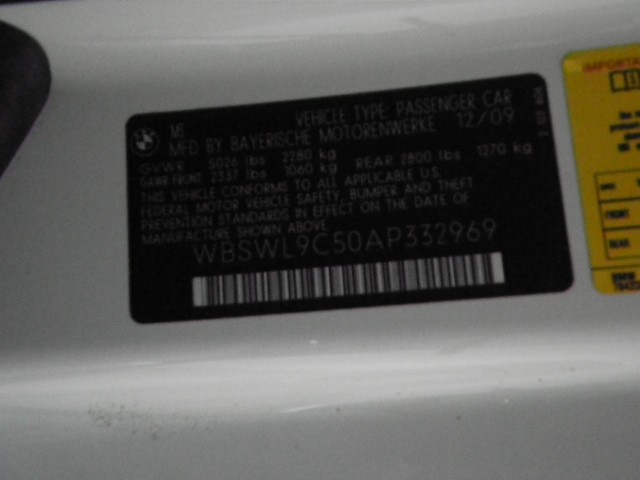 VEHICLE TYPE PASSENGER CAR
MFD BY BAYERISCHE MOTORENWERKE 12/09
GVWR 5026 lbs 2280 kg
GAWR FRONT 2337 lbs 1060 kg REAR 2800 lbs 1270 kg
THIS VEHICLE CONFORMS TO ALL APPLICABLE U.S.
FEDERAL MOTOR VEHICLE SAFETY, BUMPER AND THEFT
PREVENTION STANDARDS IN EFFECT ON THE DATE OF
MANUFACTURE SHOWN ABOVE
WBSWL9C50AP332969
FRONT
REAR